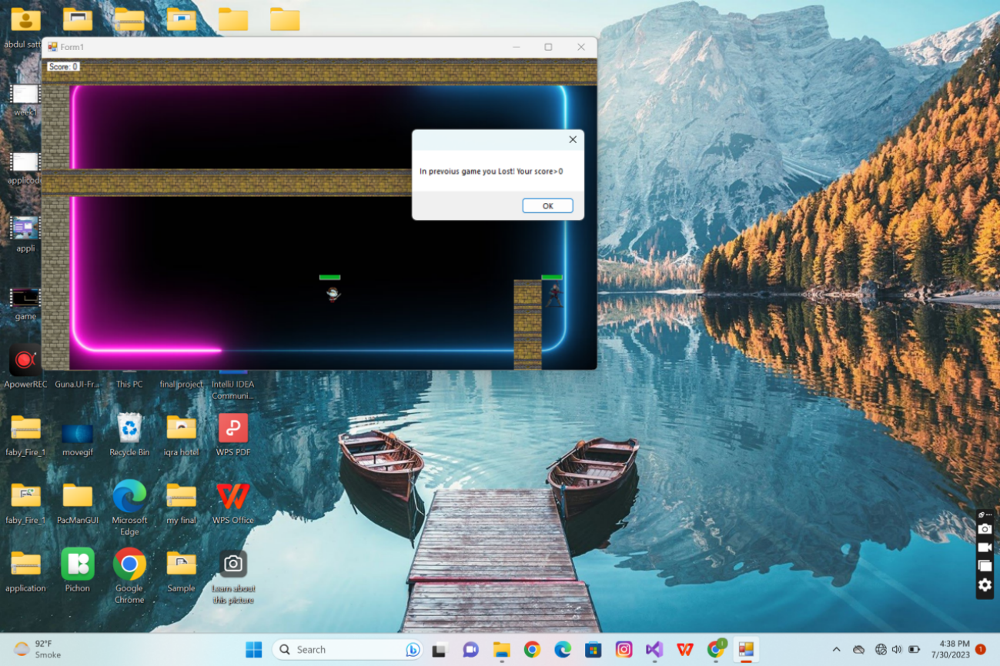 abdul satt
Form1
Score: 0
week1
In prevoius game you Lost! Your score>0
OK
applicode
appli
game
ApowerREC
Guna.UI-Fr...
This PC
final project
IntelliJ IDEA
Communi...
faby_Fire_1
movegif
Recycle Bin
iqra hotel
WPS PDF
faby_Fire_1
PacManGUI
Microsoft
Edge
my final
WPS Office
application
Pichon
Google
Chrome
Sample
Learn about
this picture
92°F
Smoke
Search
1
4:38 PM
7/30/2023
1